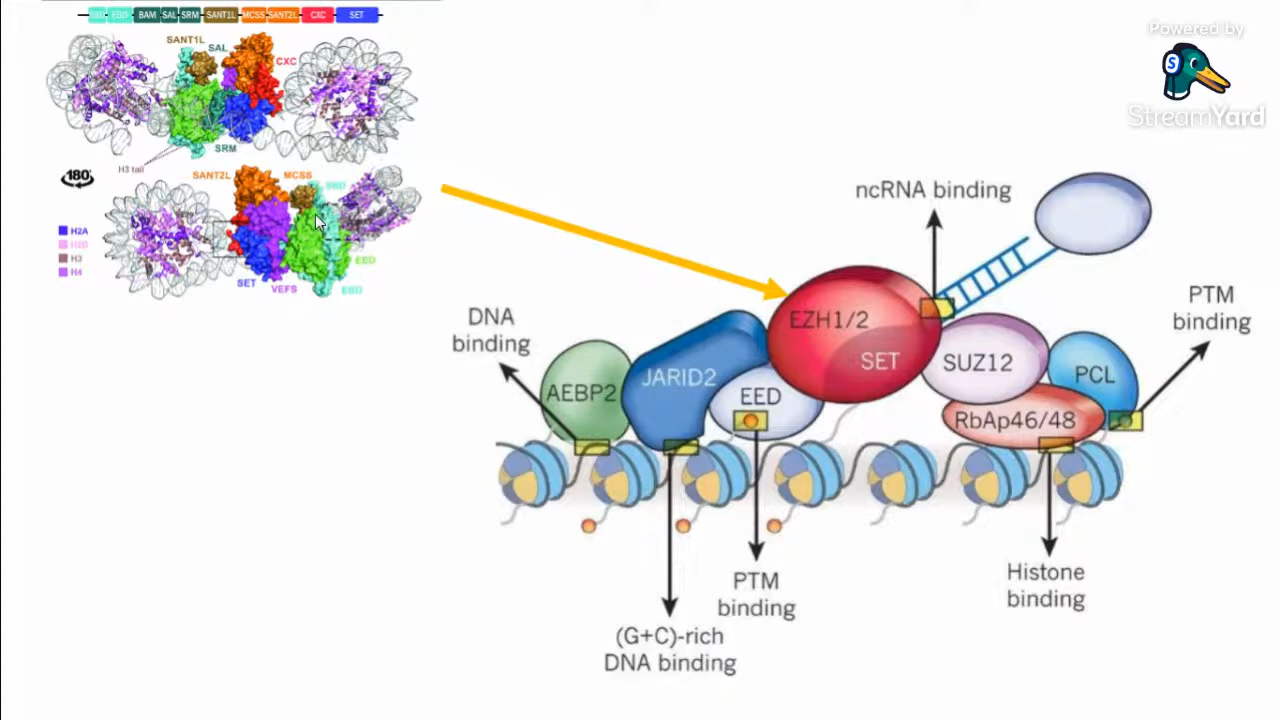 EBD BAM SAL SRM SANT1L MCSS SANT2L CXC SET
Powered by
StreamYard
SANT1L
SAL
CXC
SRM
H3 tail
180°
SANT2L
MCSS
SBD
H2A
H2B
H3
H4
EED
SET
VEFS
EBD
ncRNA binding
PTM
binding
DNA
binding
EZH1/2
SET
SUZ12
PCL
JARID2
AEBP2
EED
RbAp46/48
PTM
binding
Histone
binding
(G+C)-rich
DNA binding